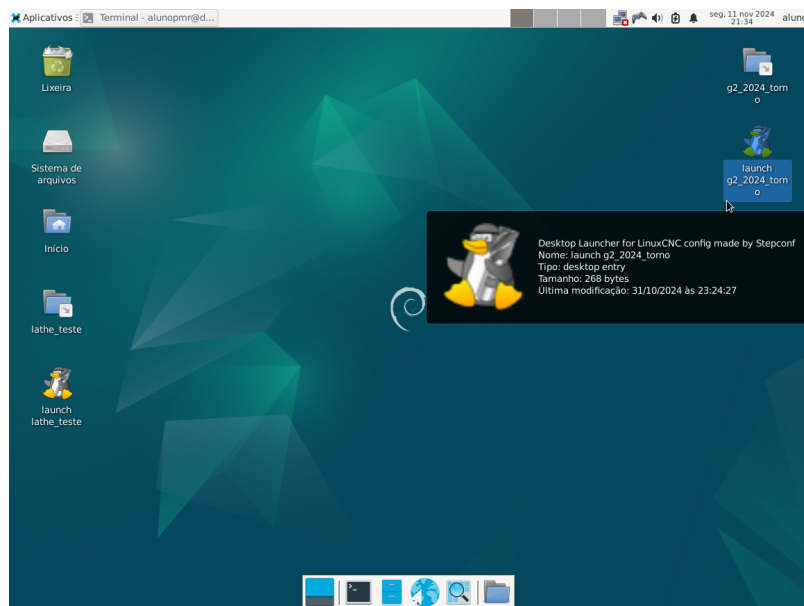 Aplicativos
Terminal - alunopmr@d...
seg, 11 nov 2024
21:34
alun
Lixeira
g2_2024_torn
o
Sistema de
arquivos
launch
g2_2024_torn
o
Início
Desktop Launcher for LinuxCNC config made by Stepconf
Nome: launch g2_2024_torno
Tipo: desktop entry
Tamanho: 268 bytes
Última modificação: 31/10/2024 às 23:24:27
lathe_teste
launch
lathe_teste